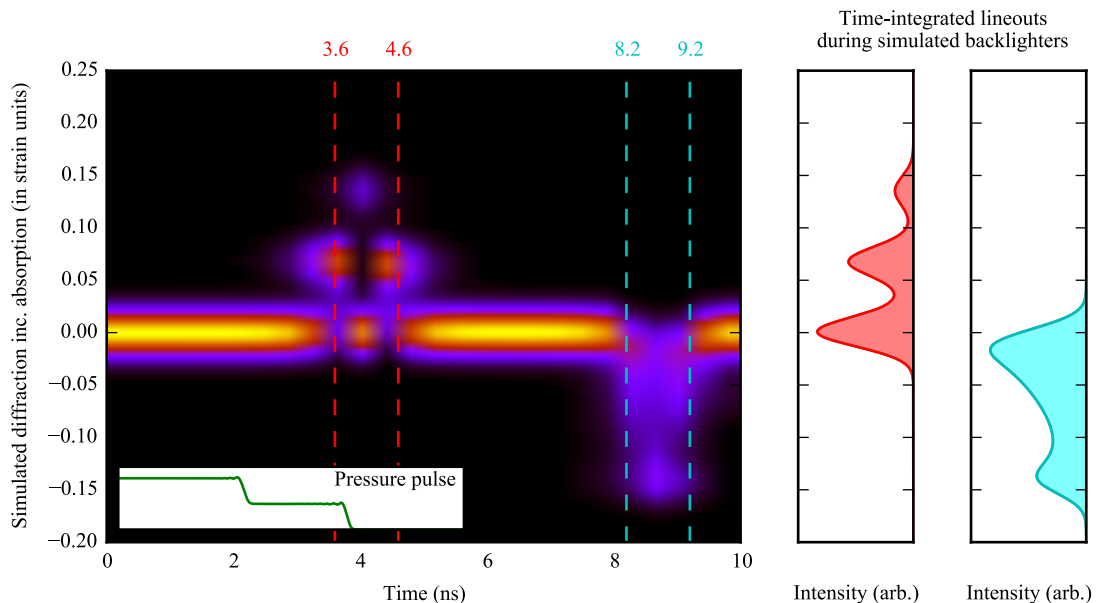 Time-integrated lineouts
during simulated backlighters
3.6
4.6
8.2
9.2
Simulated diffraction inc. absorption (in strain units)
0.25
0.20
0.15
0.10
0.05
0.00
−0.05
−0.10
−0.15
−0.20
Pressure pulse
0
2
4
6
8
10
Time (ns)
Intensity (arb.)
Intensity (arb.)